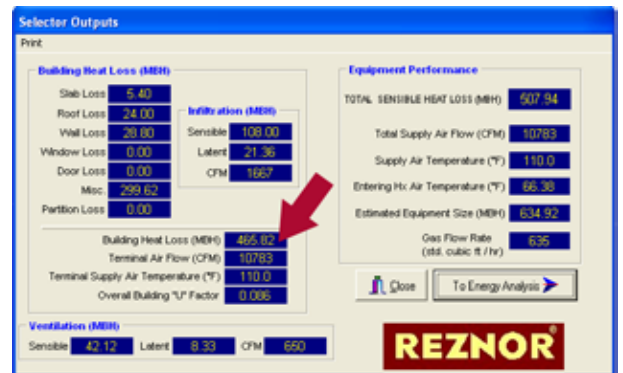 Selector Outputs
Print
Building Heat Loss (MBH)
Slab Loss 5.40
Roof Loss 24.00
Wall Loss 28.80
Window Loss 0.00
Door Loss 0.00
Misc. 299.62
Partition Loss 0.00
Infiltration (MBH)
Sensible 108.00
Latent 21.36
CFM 1667
Building Heat Loss (MBH) 465.82
Terminal Air Flow (CFM) 10783
Terminal Supply Air Temperature (°F) 110.0
Overall Building "U" Factor 0.086
Ventilation (MBH)
Sensible 42.12 Latent 8.33 CFM 650
Equipment Performance
TOTAL SENSIBLE HEAT LOSS (MBH) 507.94
Total Supply Air Flow (CFM) 10783
Supply Air Temperature (°F) 110.0
Entering Hx Air Temperature (°F) 66.38
Estimated Equipment Size (MBH) 634.92
Gas Flow Rate 635
(std. cubic ft / hr)
Close To Energy Analysis
REZNOR®